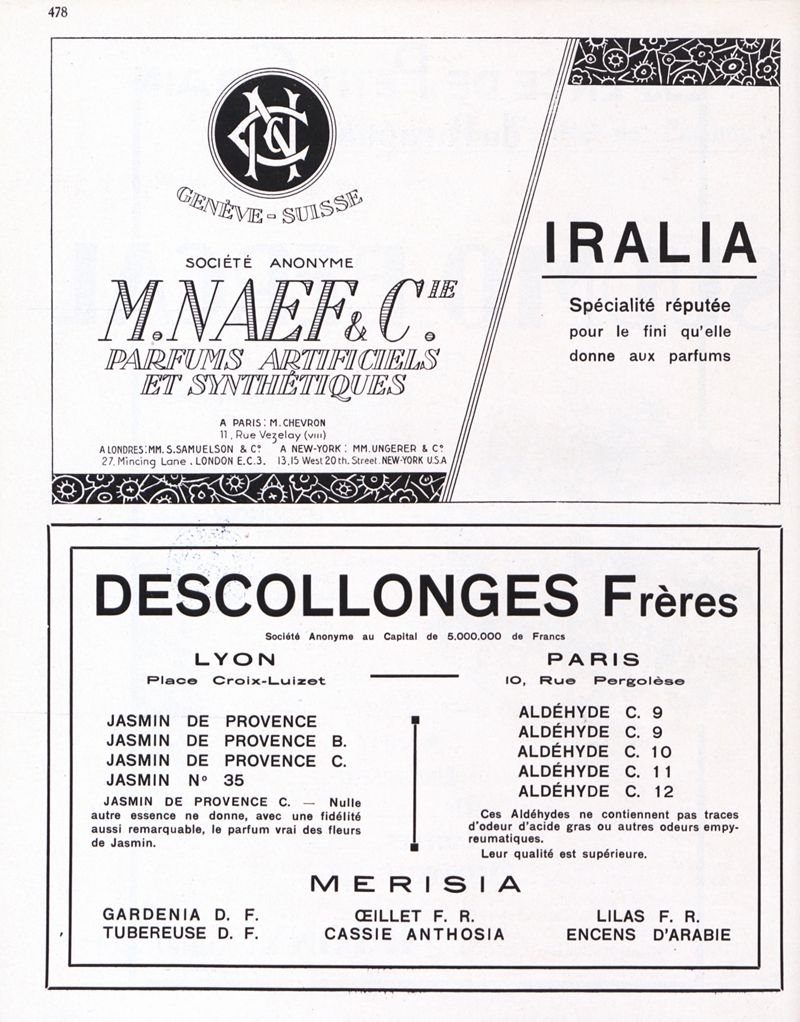 478
GENÈVE - SUISSE
SOCIÉTÉ ANONYME
M. NAEF & CIE.
PARFUMS ARTIFICIELS
ET SYNTHÉTIQUES
A PARIS: M. CHEVRON
11, Rue Vezelay (VIII)
A LONDRES: MM. S. SAMUELSON & Co A NEW-YORK: MM. UNGERER & Co
27, Mincing Lane. LONDON E.C.3. 13,15 West 20th. Street. NEW-YORK U.S.A
IRALIA
Spécialité réputée
pour le fini qu'elle
donne aux parfums
DESCOLLONGES Frères
Société Anonyme au Capital de 5.000.000 de Francs
LYON
Place Croix-Luizet
PARIS
10, Rue Pergolèse
JASMIN DE PROVENCE
JASMIN DE PROVENCE B.
JASMIN DE PROVENCE C.
JASMIN No 35
JASMIN DE PROVENCE C. — Nulle
autre essence ne donne, avec une fidélité
aussi remarquable, le parfum vrai des fleurs
de Jasmin.
ALDÉHYDE C. 9
ALDÉHYDE C. 9
ALDÉHYDE C. 10
ALDÉHYDE C. 11
ALDÉHYDE C. 12
Ces Aldéhydes ne contiennent pas traces
d'odeur d'acide gras ou autres odeurs empy-
reumatiques.
Leur qualité est supérieure.
MERISIA
GARDENIA D. F. ŒILLET F. R. LILAS F. R.
TUBEREUSE D. F. CASSIE ANTHOSIA ENCENS D'ARABIE